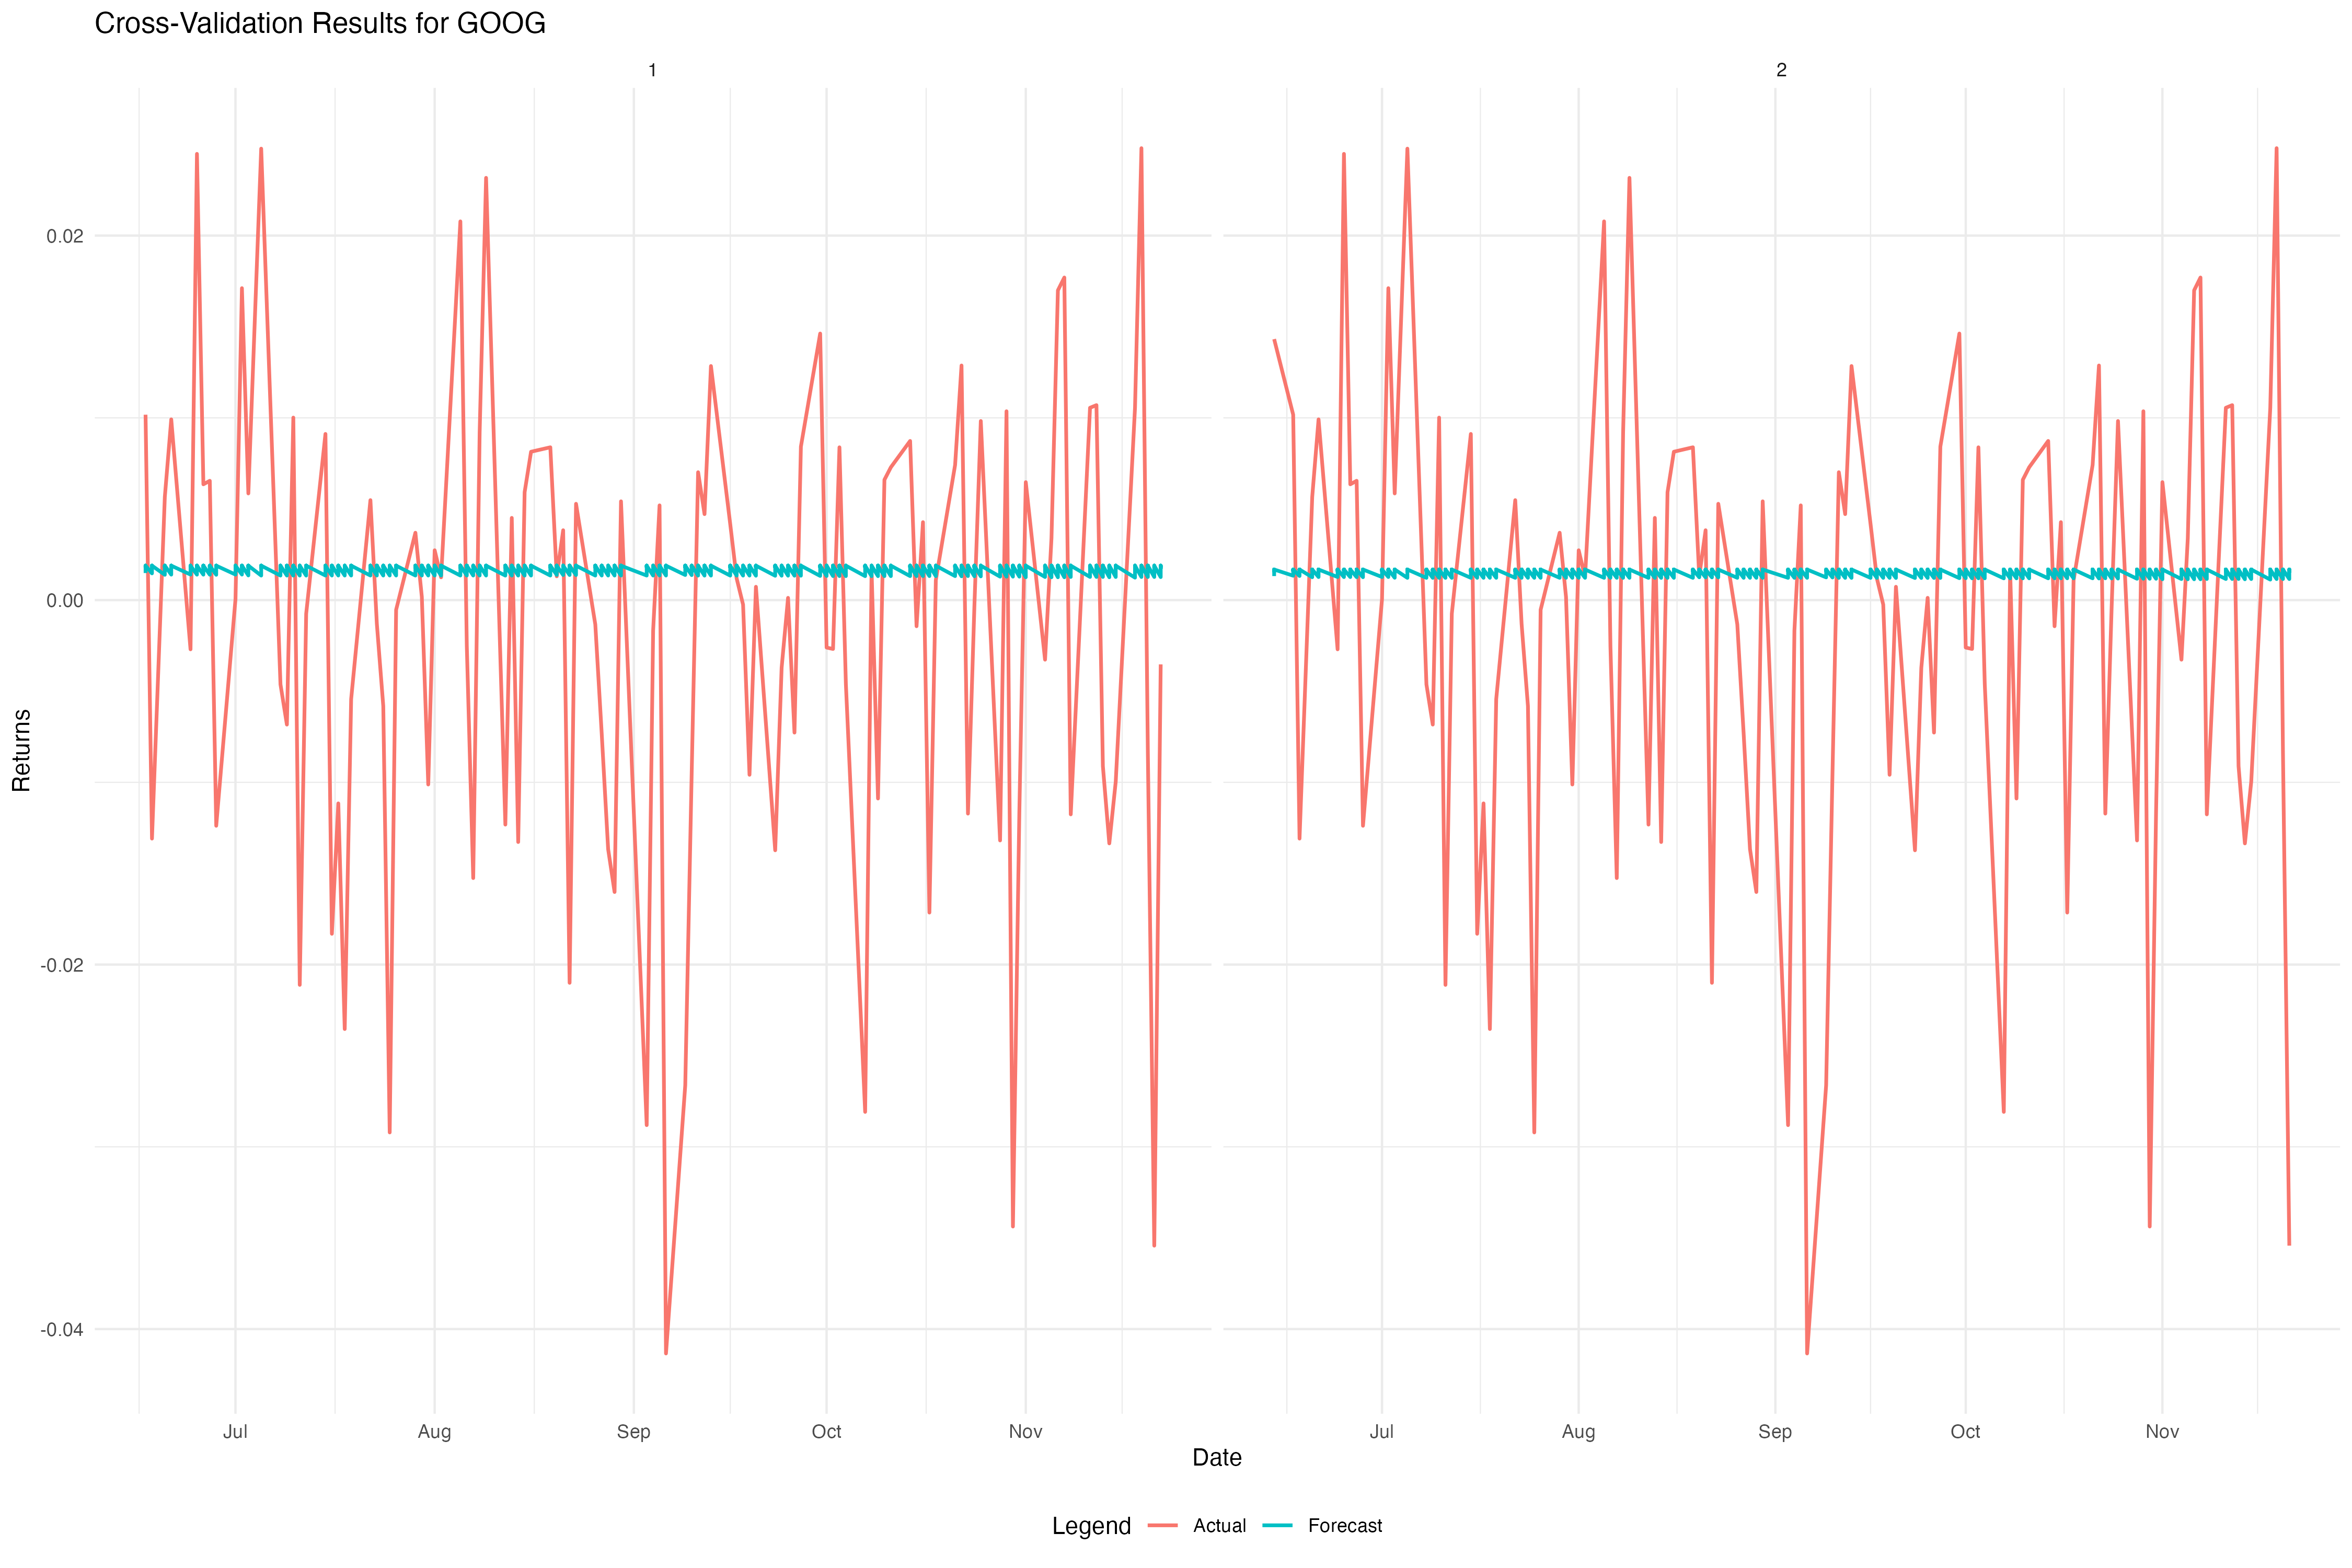 Cross-Validation Results for GOOG
1
2
0.02
0.00
-0.02
-0.04
Returns
Jul Aug Sep Oct Nov
Jul Aug Sep Oct Nov
Date
Legend Actual Forecast